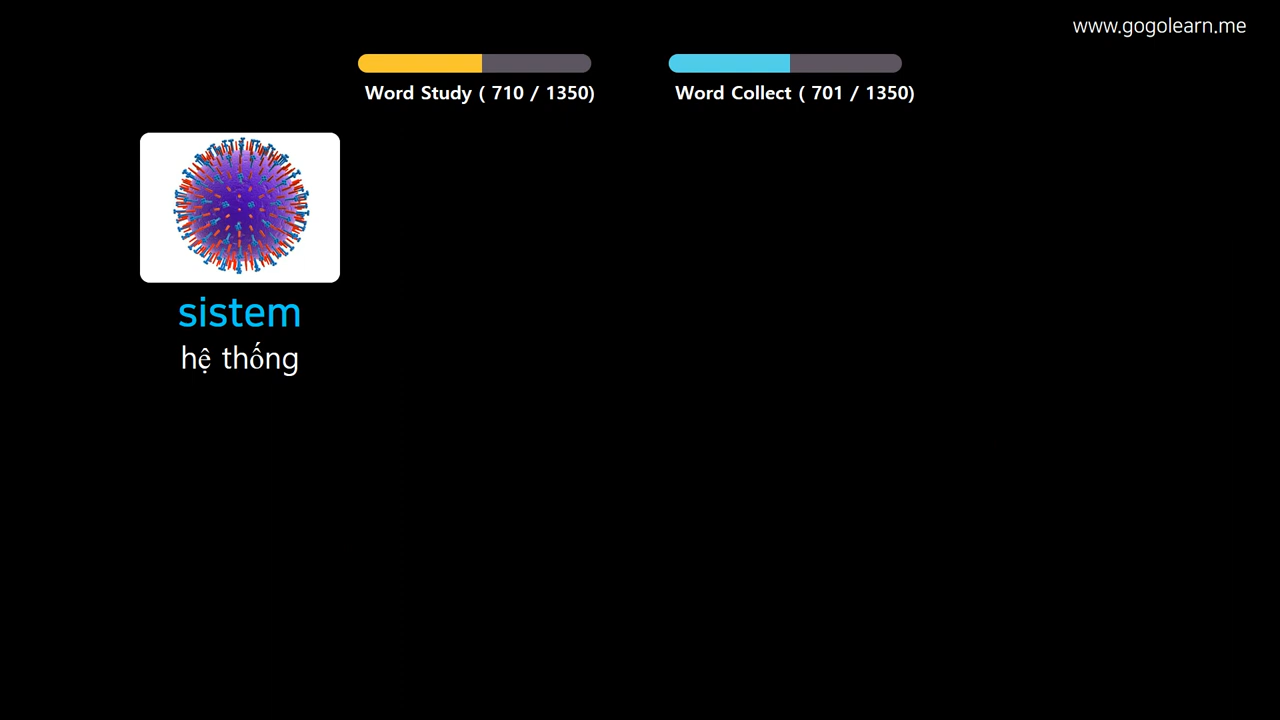 www.gogolearn.me
Word Study ( 710 / 1350)
Word Collect ( 701 / 1350)
sistem
hệ thống